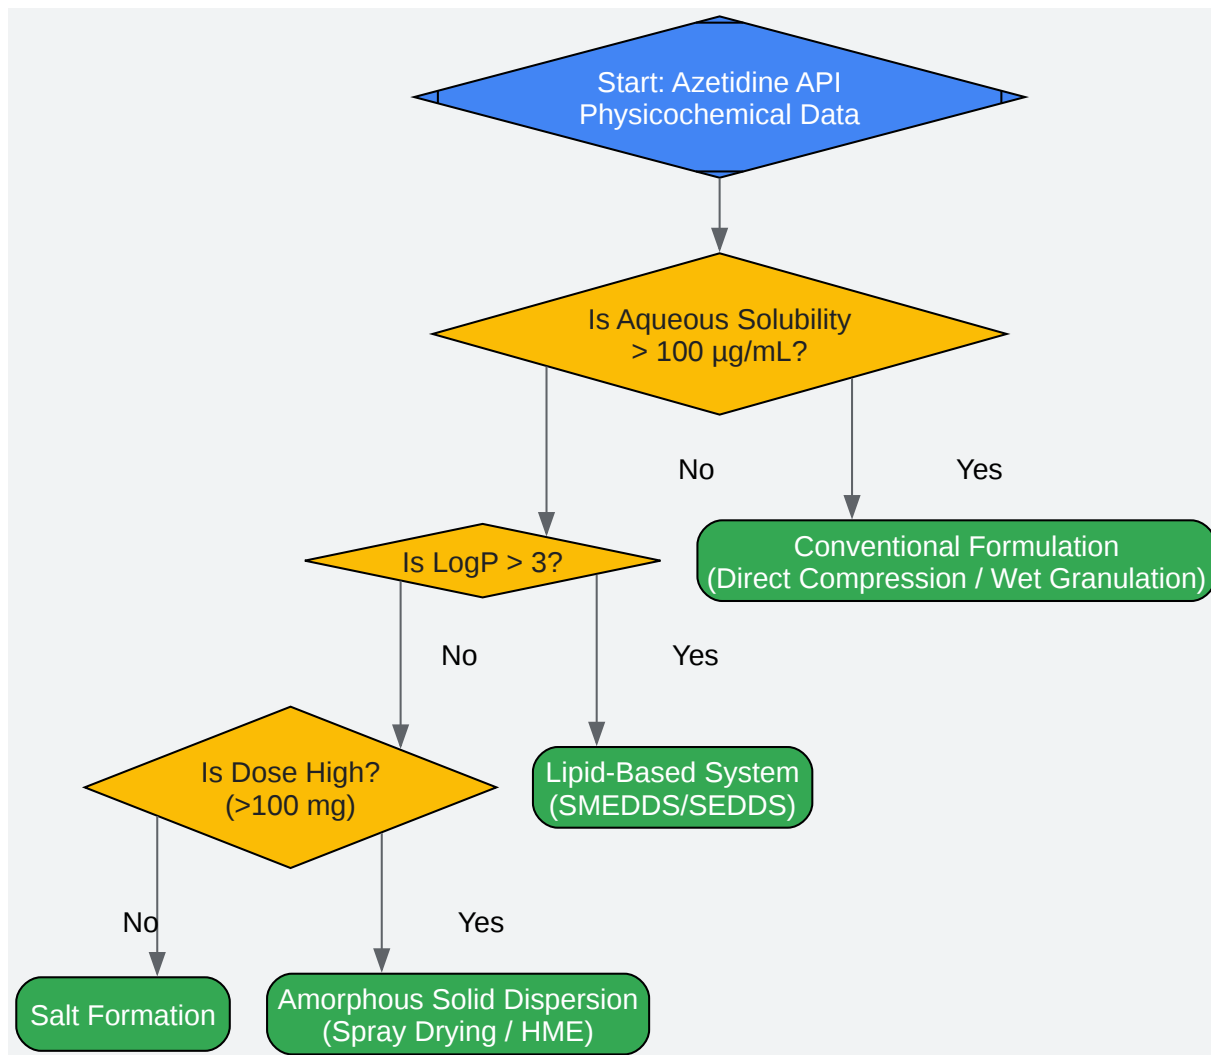 Start: Azetidine API
Physicochemical Data
Is Aqueous Solubility
> 100 µg/mL?
No
Yes
Conventional Formulation
(Direct Compression / Wet Granulation)
Is LogP > 3?
No
Yes
Is Dose High?
(>100 mg)
Lipid-Based System
(SMEDDS/SEDDS)
No
Yes
Salt Formation
Amorphous Solid Dispersion
(Spray Drying / HME)